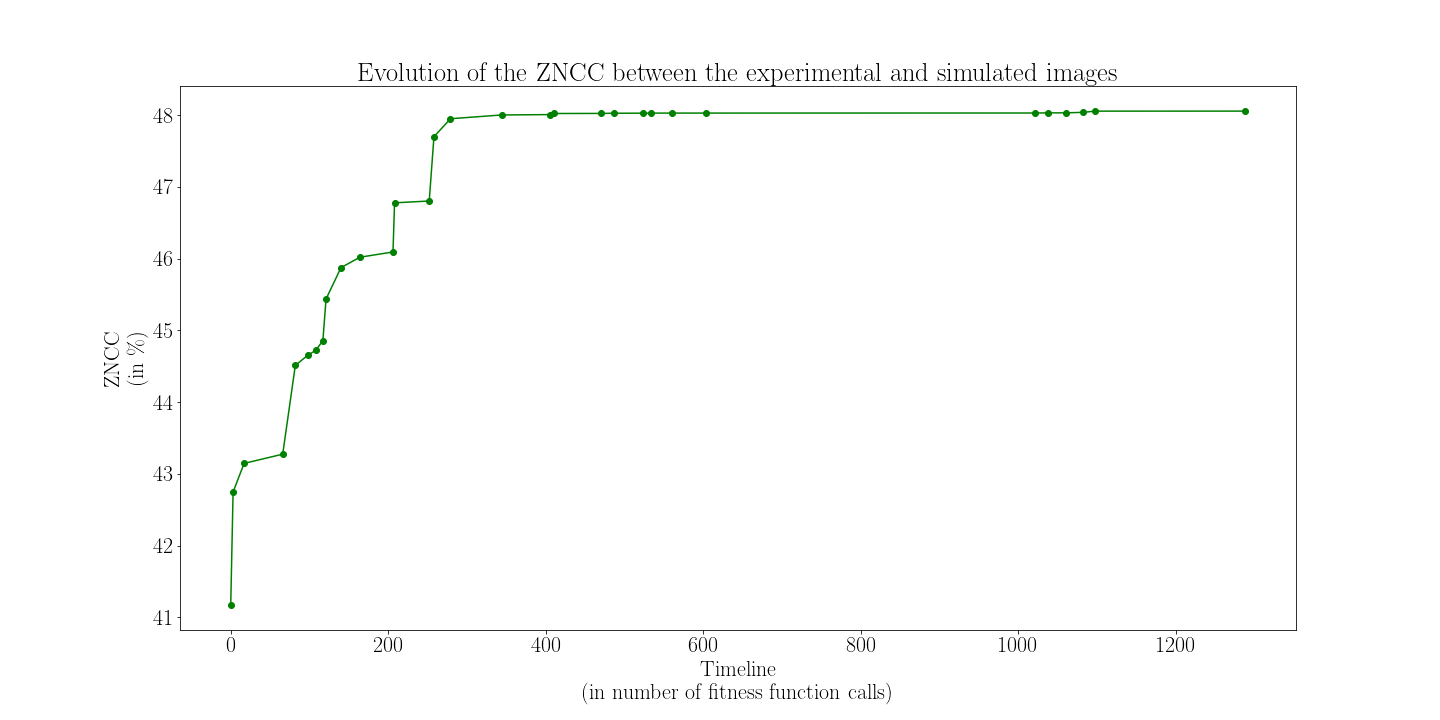 Evolution of the ZNCC between the experimental and simulated images
48
47
46
45
44
43
42
41
ZNCC
(in %)
0 200 400 600 800 1000 1200
Timeline
(in number of fitness function calls)